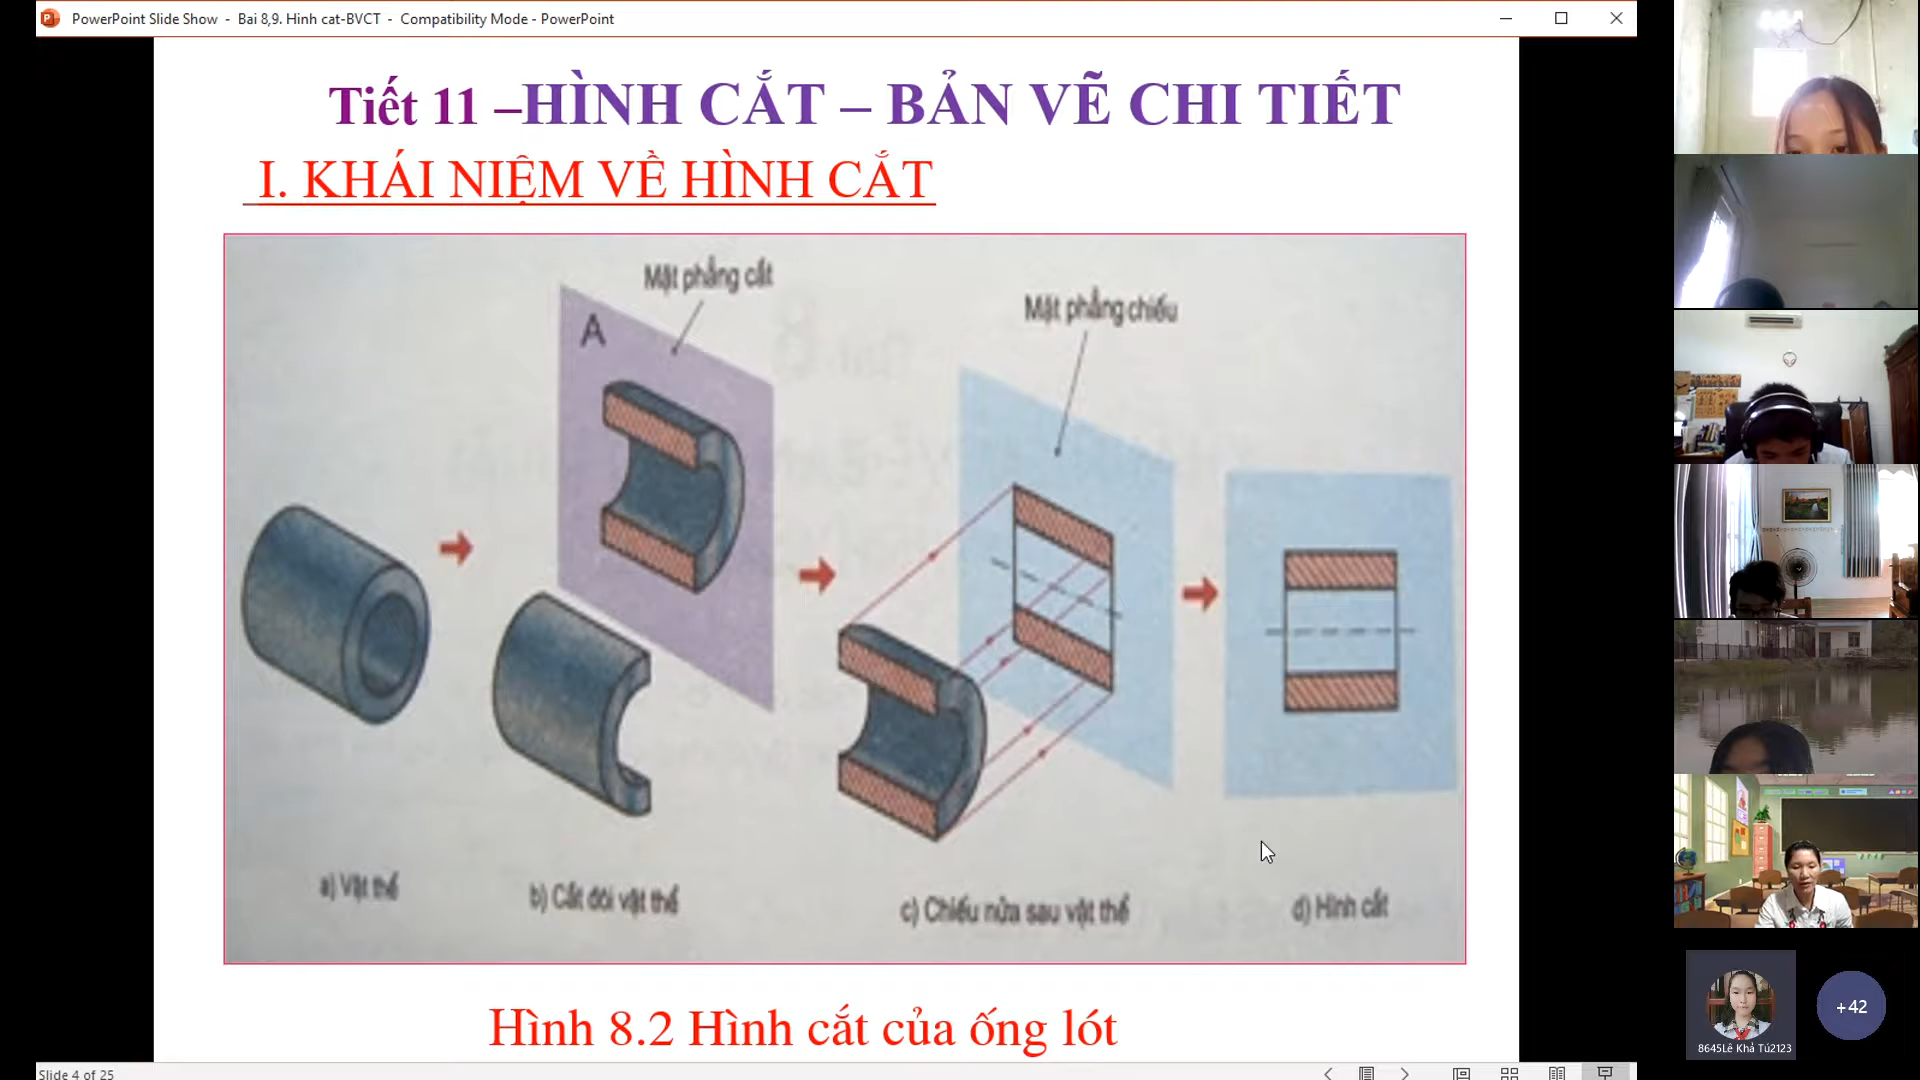 PowerPoint Slide Show - Bai 8,9. Hinh cat-BVCT - Compatibility Mode - PowerPoint
Tiết 11 –HÌNH CẮT – BẢN VẼ CHI TIẾT
I. KHÁI NIỆM VỀ HÌNH CẮT
Mặt phẳng cắt
Mặt phẳng chiếu
A
a) Vật thể
b) Cắt đôi vật thể
c) Chiếu nửa sau vật thể
d) Hình cắt
Hình 8.2 Hình cắt của ống lót
Slide 4 of 25
+42
8645Lê Khả Tú2123